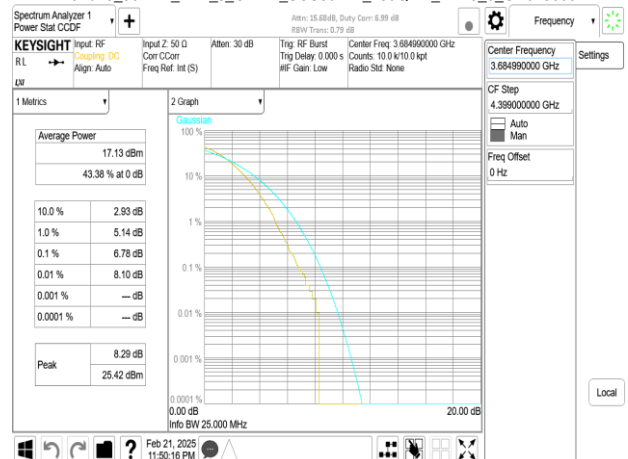 Spectrum Analyzer 1
Power Stat CCDF
Attn: 15.68dB, Duty Corr: 6.99 dB
RBW Trans: 0.79 dB
Frequency
KEYSIGHT
RL
Input: RF
Coupling: DC
Align: Auto
Input Z: 50 Ω
Corr CCorr
Freq Ref: Int (S)
Atten: 30 dB
Trig: RF Burst
Trig Delay: 0.000 s
#IF Gain: Low
Center Freq: 3.684990000 GHz
Counts: 10.0 k/10.0 kpt
Radio Std: None
LXI
Center Frequency
3.684990000 GHz
Settings
CF Step
4.399000000 GHz
Auto
Man
Freq Offset
0 Hz
1 Metrics
Average Power
17.13 dBm
43.38 % at 0 dB
10.0 % 2.93 dB
1.0 % 5.14 dB
0.1 % 6.78 dB
0.01 % 8.10 dB
0.001 % --- dB
0.0001 % --- dB
Peak
8.29 dB
25.42 dBm
2 Graph
Gaussian
100 %
10 %
1 %
0.1 %
0.01 %
0.001 %
0.0001 %
0.00 dB
20.00 dB
Info BW 25.000 MHz
Local
Feb 21, 2025
11:50:16 PM